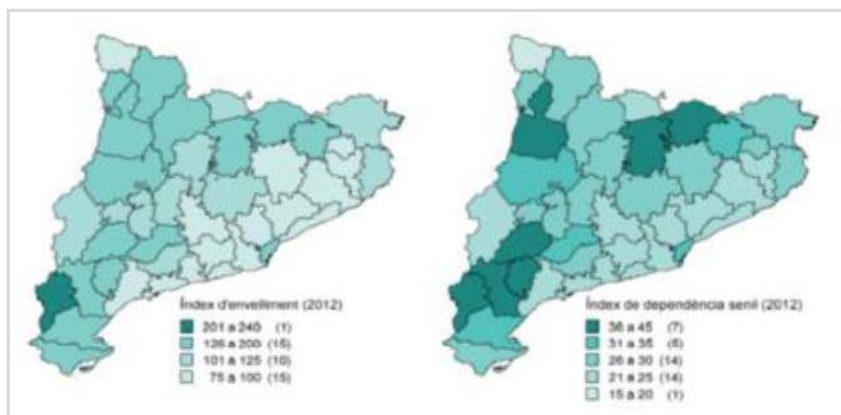 Índex d'envelliment (2012)
201 a 240 (1)
126 a 200 (15)
101 a 125 (10)
75 a 100 (15)
Índex de dependència senil (2012)
36 a 45 (7)
31 a 35 (5)
26 a 30 (14)
21 a 25 (14)
15 a 20 (1)